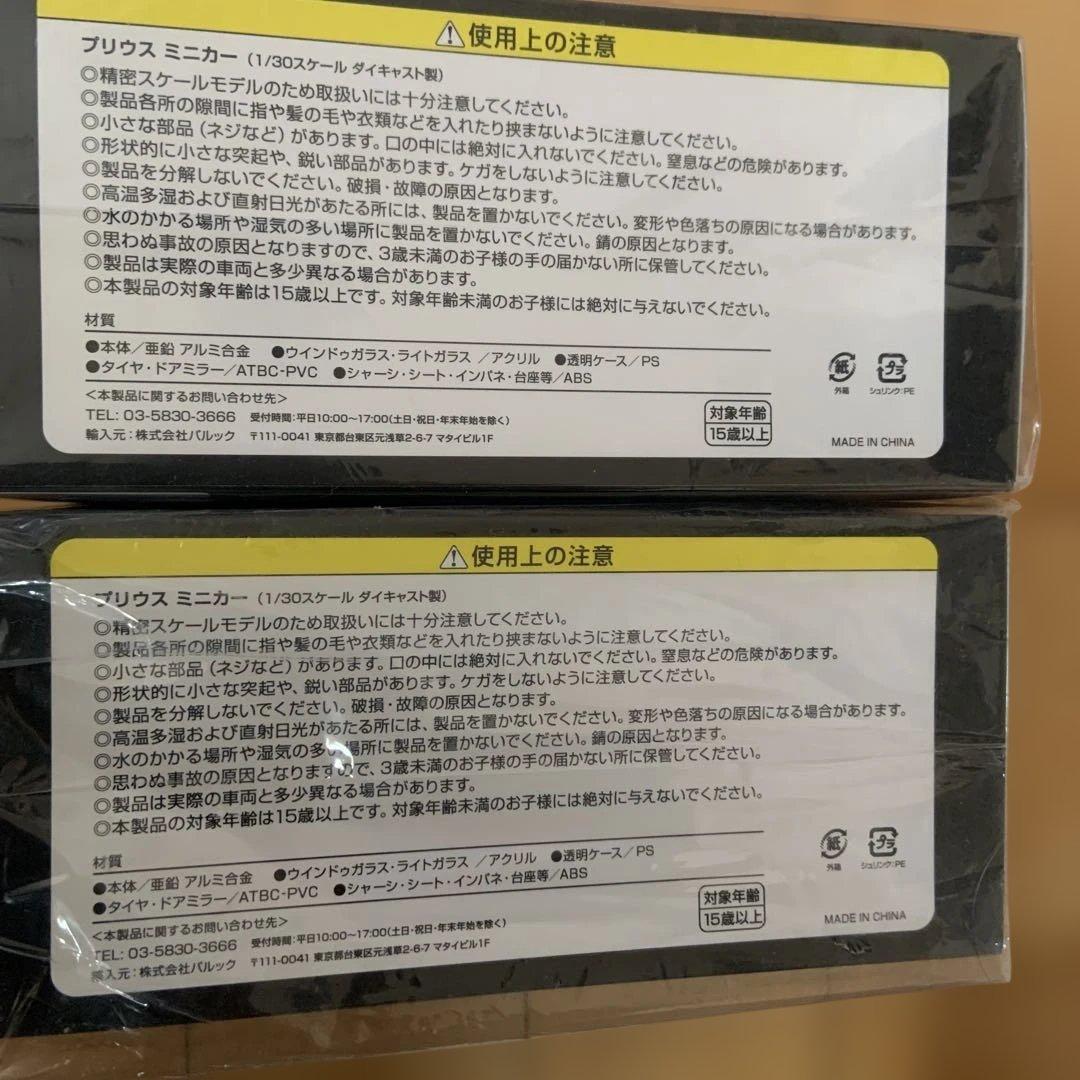 ⚠使用上の注意
プリウス ミニカー（1/30スケール ダイキャスト製）
◎精密スケールモデルのため取扱いには十分注意してください。
◎製品各所の隙間に指や髪の毛や衣類などを入れたり挟まないように注意してください。
◎小さな部品（ネジなど）があります。口の中には絶対に入れないでください。窒息などの危険があります。
◎形状的に小さな突起や、鋭い部品があります。ケガをしないように注意してください。
◎製品を分解しないでください。破損・故障の原因となります。
◎高温多湿および直射日光があたる所には、製品を置かないでください。変形や色落ちの原因になる場合があります。
◎水のかかる場所や湿気の多い場所に製品を置かないでください。錆の原因となります。
◎思わぬ事故の原因となりますので、3歳未満のお子様の手の届かない所に保管してください。
◎製品は実際の車両と多少異なる場合があります。
◎本製品の対象年齢は15歳以上です。対象年齢未満のお子様には絶対に与えないでください。
材質
●本体／亜鉛 アルミ合金 ●ウインドゥガラス・ライトガラス ／アクリル ●透明ケース／PS
●タイヤ・ドアミラー／ATBC-PVC ●シャーシ・シート・インパネ・台座等／ABS
＜本製品に関するお問い合わせ先＞
TEL: 03-5830-3666 受付時間：平日10:00〜17:00（土日・祝日・年末年始を除く）
輸入元：株式会社バルック 〒111-0041 東京都台東区元浅草2-6-7 マタイビル1F
対象年齢
15歳以上
紙
外箱
プラ
シュリンク：PE
MADE IN CHINA
⚠使用上の注意
プリウス ミニカー（1/30スケール ダイキャスト製）
◎精密スケールモデルのため取扱いには十分注意してください。
◎製品各所の隙間に指や髪の毛や衣類などを入れたり挟まないように注意してください。
◎小さな部品（ネジなど）があります。口の中には絶対に入れないでください。窒息などの危険があります。
◎形状的に小さな突起や、鋭い部品があります。ケガをしないように注意してください。
◎製品を分解しないでください。破損・故障の原因となります。
◎高温多湿および直射日光があたる所には、製品を置かないでください。変形や色落ちの原因になる場合があります。
◎水のかかる場所や湿気の多い場所に製品を置かないでください。錆の原因となります。
◎思わぬ事故の原因となりますので、3歳未満のお子様の手の届かない所に保管してください。
◎製品は実際の車両と多少異なる場合があります。
◎本製品の対象年齢は15歳以上です。対象年齢未満のお子様には絶対に与えないでください。
材質
●本体／亜鉛 アルミ合金 ●ウインドゥガラス・ライトガラス ／アクリル ●透明ケース／PS
●タイヤ・ドアミラー／ATBC-PVC ●シャーシ・シート・インパネ・台座等／ABS
＜本製品に関するお問い合わせ先＞
TEL: 03-5830-3666 受付時間：平日10:00〜17:00（土日・祝日・年末年始を除く）
輸入元：株式会社バルック 〒111-0041 東京都台東区元浅草2-6-7 マタイビル1F
対象年齢
15歳以上
紙
外箱
プラ
シュリンク：PE
MADE IN CHINA